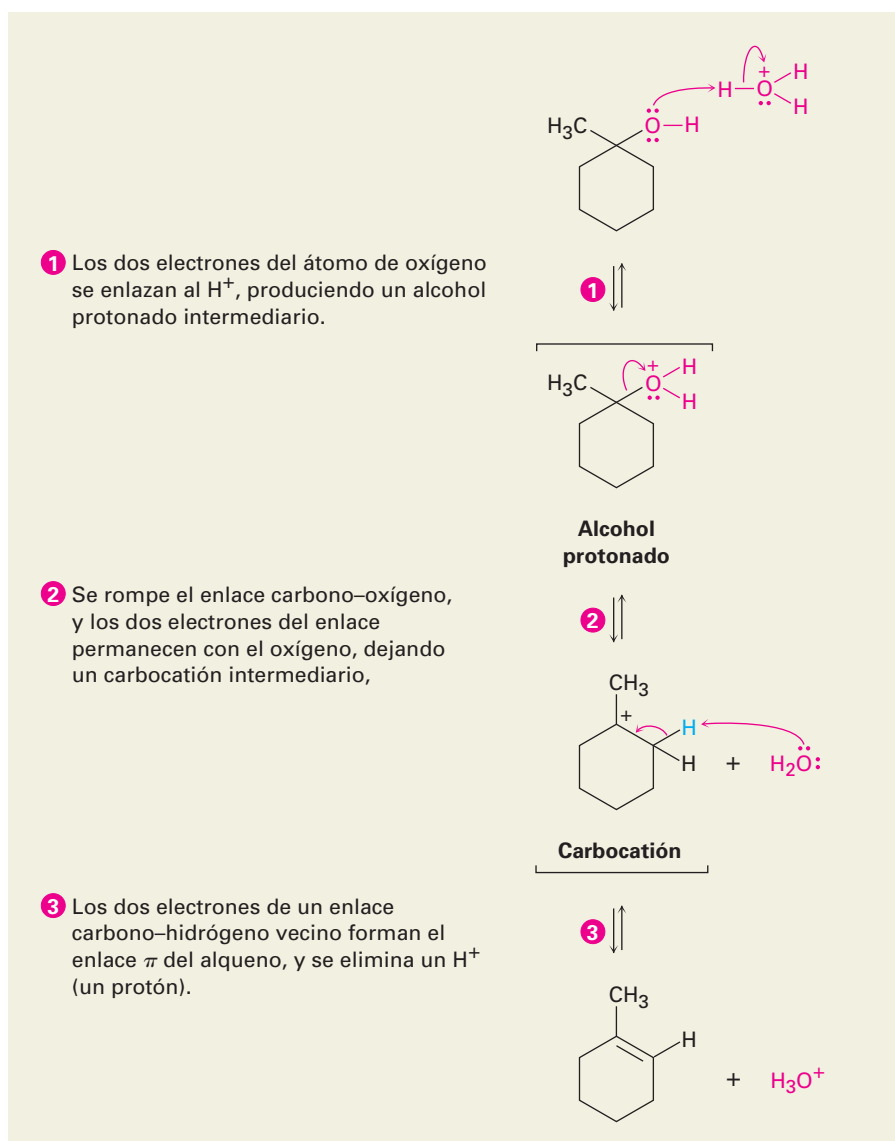 H
H—O
+
H
H3C
O—H
1 Los dos electrones del átomo de oxígeno
se enlazan al H+, produciendo un alcohol
protonado intermediario.
1
H3C
O
+
H
H
Alcohol
protonado
2 Se rompe el enlace carbono–oxígeno,
y los dos electrones del enlace
permanecen con el oxígeno, dejando
un carbocatión intermediario,
2
CH3
+
H
H + H2O
Carbocatión
3 Los dos electrones de un enlace
carbono–hidrógeno vecino forman el
enlace π del alqueno, y se elimina un H+
(un protón).
3
CH3
H
+ H3O+